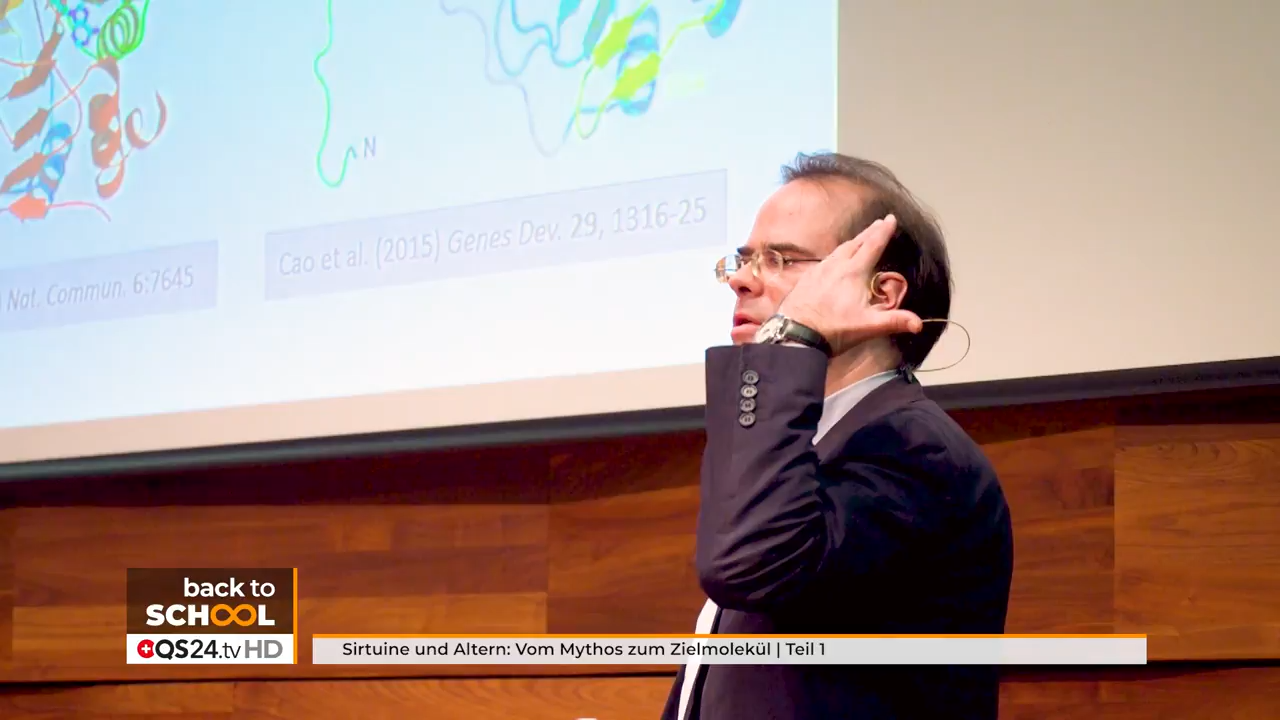 N
Cao et al. (2015) Genes Dev. 29, 1316-25
Nat. Commun. 6:7645
back to
SCHOOL
QS24.tv HD
Sirtuine und Altern: Vom Mythos zum Zielmolekül | Teil 1